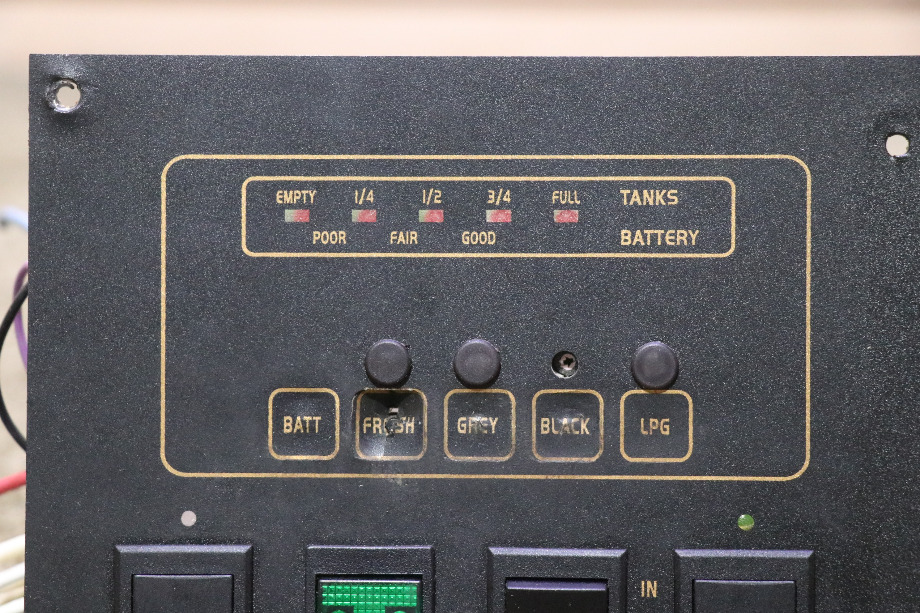 EMPTY 1/4 1/2 3/4 FULL TANKS
POOR FAIR GOOD BATTERY
BATT FRESH GREY BLACK LPG
IN